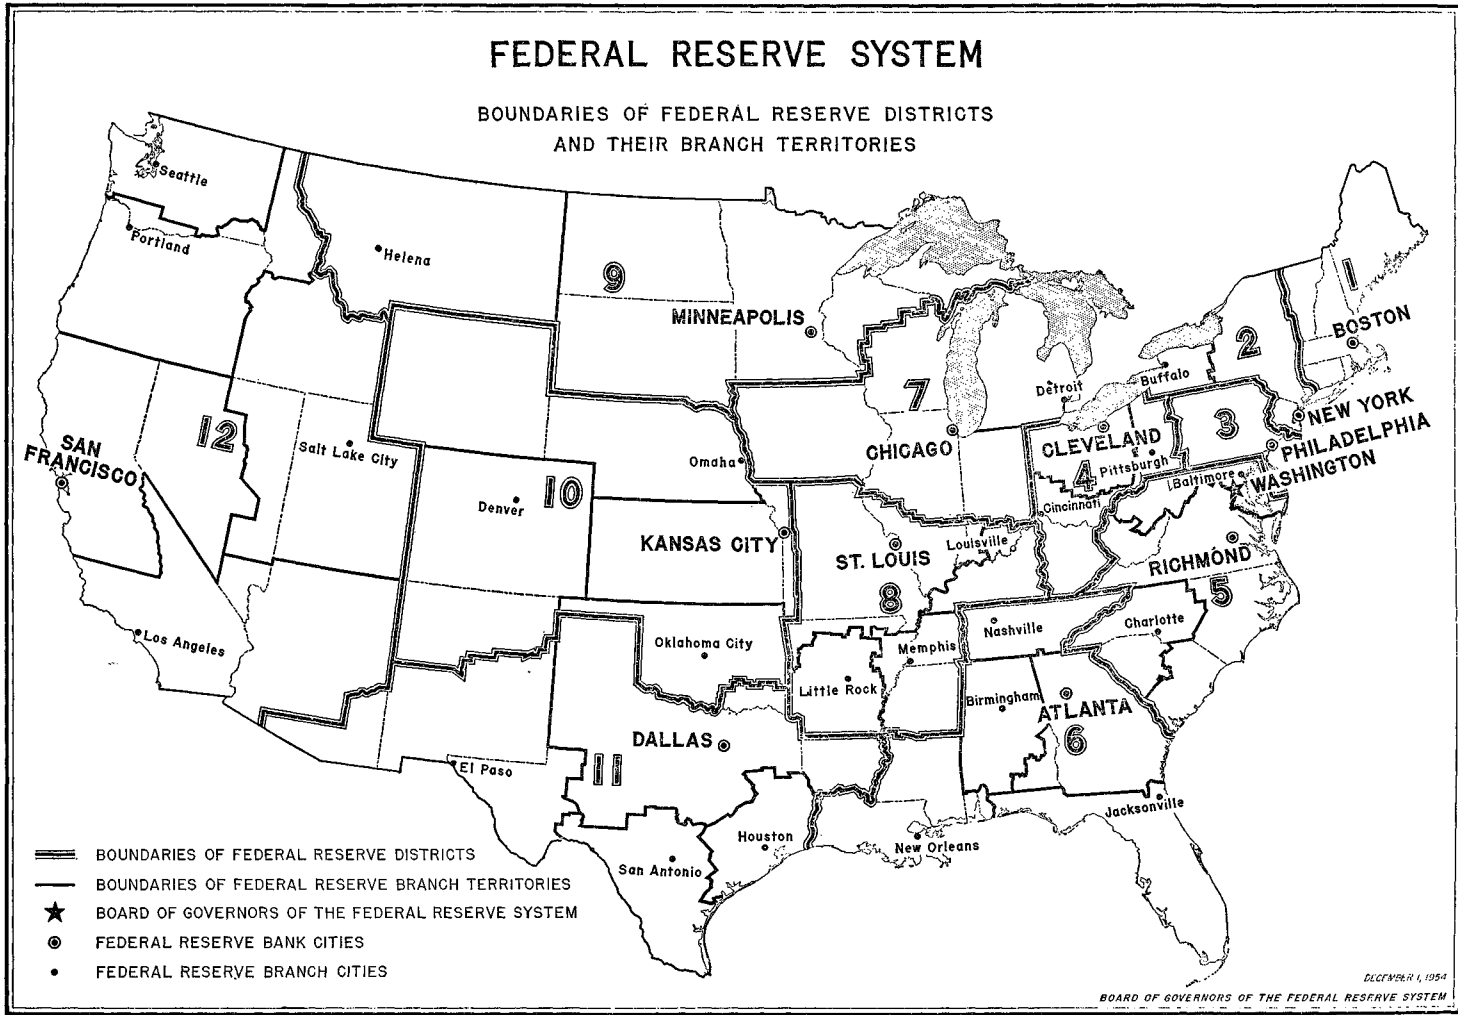 FEDERAL RESERVE SYSTEM
BOUNDARIES OF FEDERAL RESERVE DISTRICTS
AND THEIR BRANCH TERRITORIES
Seattle
Portland
Helena
9
MINNEAPOLIS
1
BOSTON
2
Buffalo
7
Detroit
NEW YORK
3
PHILADELPHIA
WASHINGTON
CLEVELAND
4
Pittsburgh
Baltimore
Cincinnati
CHICAGO
12
SAN
FRANCISCO
Salt Lake City
Omaha
Denver
10
KANSAS CITY
ST. LOUIS
8
Louisville
RICHMOND
5
Los Angeles
Oklahoma City
Memphis
Nashville
Charlotte
Little Rock
Birmingham
ATLANTA
6
DALLAS
11
El Paso
Houston
San Antonio
New Orleans
Jacksonville
BOUNDARIES OF FEDERAL RESERVE DISTRICTS
BOUNDARIES OF FEDERAL RESERVE BRANCH TERRITORIES
BOARD OF GOVERNORS OF THE FEDERAL RESERVE SYSTEM
FEDERAL RESERVE BANK CITIES
FEDERAL RESERVE BRANCH CITIES
DECEMBER 1, 1954
BOARD OF GOVERNORS OF THE FEDERAL RESERVE SYSTEM